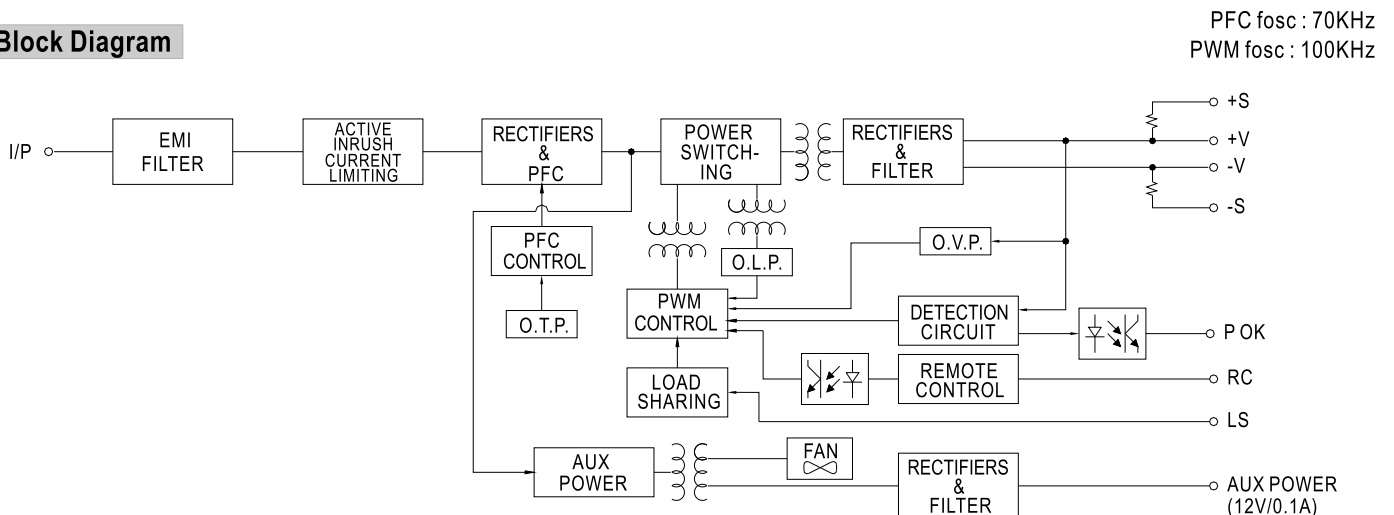 Block Diagram
PFC fosc : 70KHz
PWM fosc : 100KHz
I/P
EMI
FILTER
ACTIVE
INRUSH
CURRENT
LIMITING
RECTIFIERS
&
PFC
POWER
SWITCH-
ING
RECTIFIERS
&
FILTER
+S
+V
-V
-S
PFC
CONTROL
O.L.P.
O.V.P.
O.T.P.
PWM
CONTROL
DETECTION
CIRCUIT
P OK
LOAD
SHARING
REMOTE
CONTROL
RC
LS
AUX
POWER
FAN
RECTIFIERS
&
FILTER
AUX POWER
(12V/0.1A)